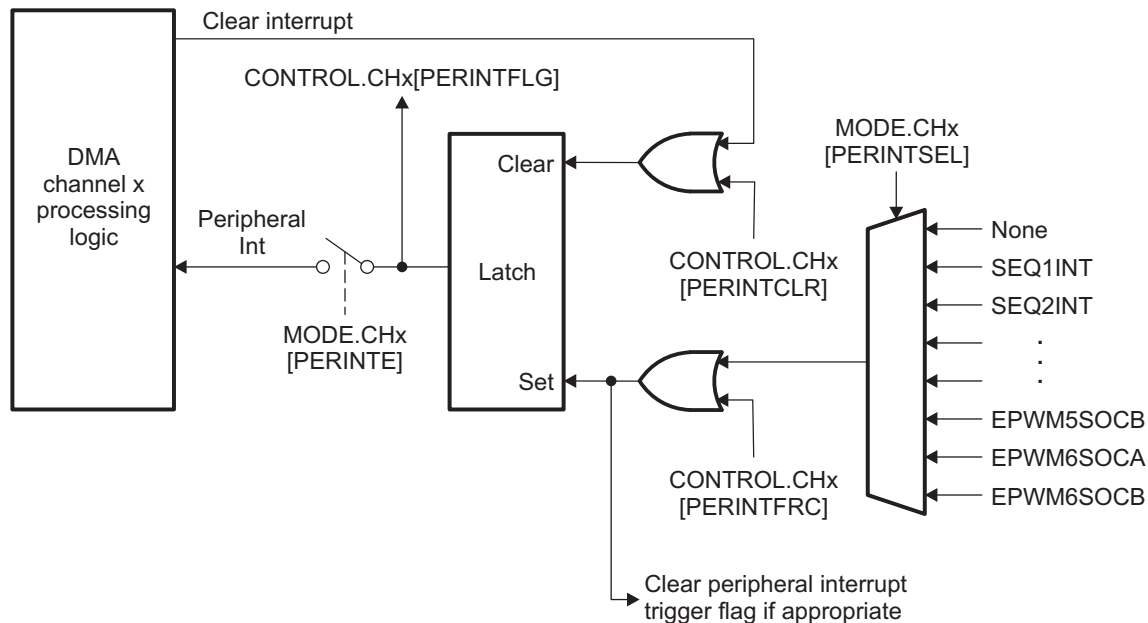 Clear interrupt
CONTROL.CHx[PERINTFLG]
MODE.CHx
[PERINTSEL]
DMA
channel x
processing
logic
Clear
Peripheral
Int
Latch
CONTROL.CHx
[PERINTCLR]
None
SEQ1INT
SEQ2INT
.
.
.
MODE.CHx
[PERINTE]
Set
EPWM5SOCB
EPWM6SOCA
EPWM6SOCB
CONTROL.CHx
[PERINTFRC]
Clear peripheral interrupt
trigger flag if appropriate